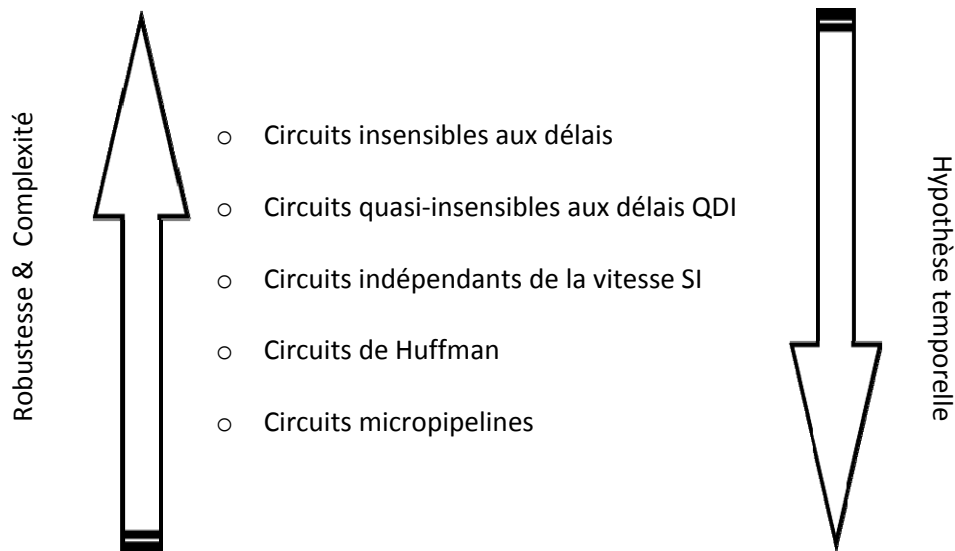 Robustesse & Complexité
Circuits insensibles aux délais
Circuits quasi-insensibles aux délais QDI
Circuits indépendants de la vitesse SI
Circuits de Huffman
Circuits micropipelines
Hypothèse temporelle